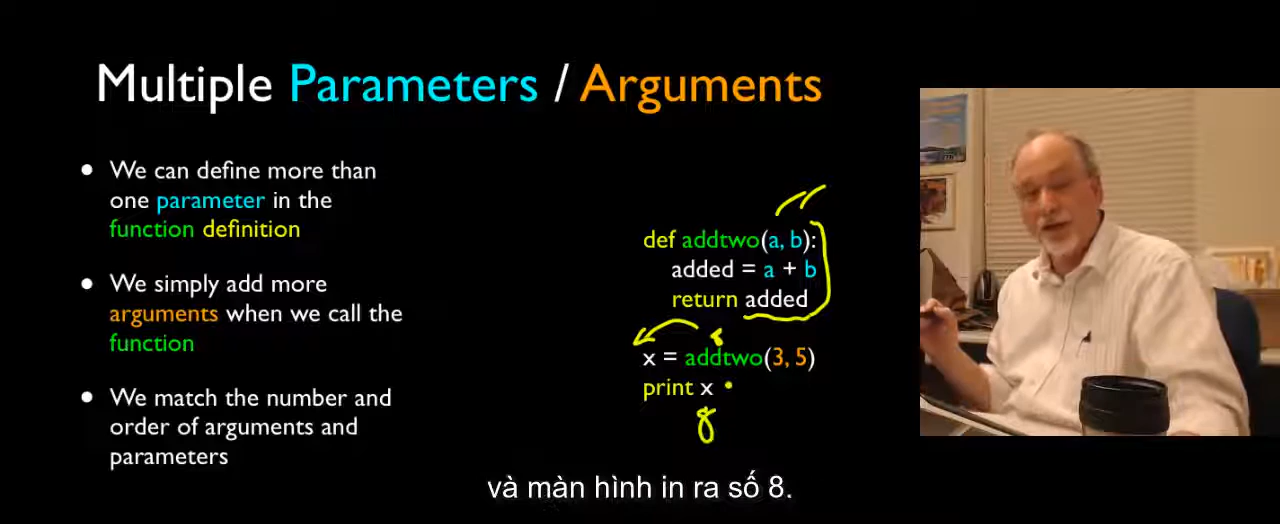 Multiple Parameters / Arguments
• We can define more than
one parameter in the
function definition
• We simply add more
arguments when we call the
function
• We match the number and
order of arguments and
parameters
def addtwo(a, b):
added = a + b
return added
8
x = addtwo(3, 5)
print x
8
và màn hình in ra số 8.